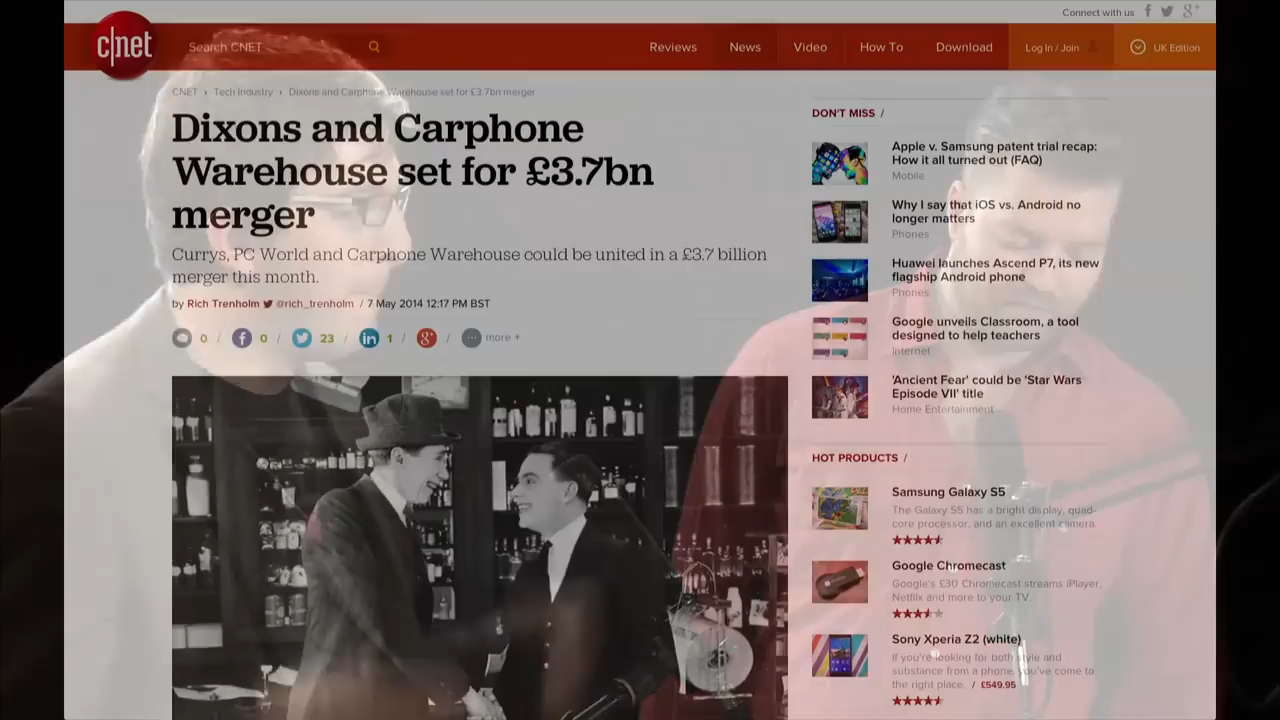 Connect with us
c|net
Search CNET
Reviews
News
Video
How To
Download
Log In / Join
UK Edition
CNET › Tech Industry › Dixons and Carphone Warehouse set for £3.7bn merger
Dixons and Carphone
Warehouse set for £3.7bn
merger
Currys, PC World and Carphone Warehouse could be united in a £3.7 billion
merger this month.
by Rich Trenholm @rich_trenholm / 7 May 2014 12:17 PM BST
0 / f 0 / 23 / in 1 / g+ / more +
DON'T MISS /
Apple v. Samsung patent trial recap:
How it all turned out (FAQ)
Mobile
Why I say that iOS vs. Android no
longer matters
Phones
Huawei launches Ascend P7, its new
flagship Android phone
Phones
Google unveils Classroom, a tool
designed to help teachers
Internet
'Ancient Fear' could be 'Star Wars
Episode VII' title
Home Entertainment
HOT PRODUCTS /
Samsung Galaxy S5
The Galaxy S5 has a bright display, quad-
core processor, and an excellent camera.
Google Chromecast
Google's £30 Chromecast streams iPlayer,
Netflix and more to your TV.
Sony Xperia Z2 (white)
If you're looking for both style and
substance from a phone, you've come to
the right place. / £549.95